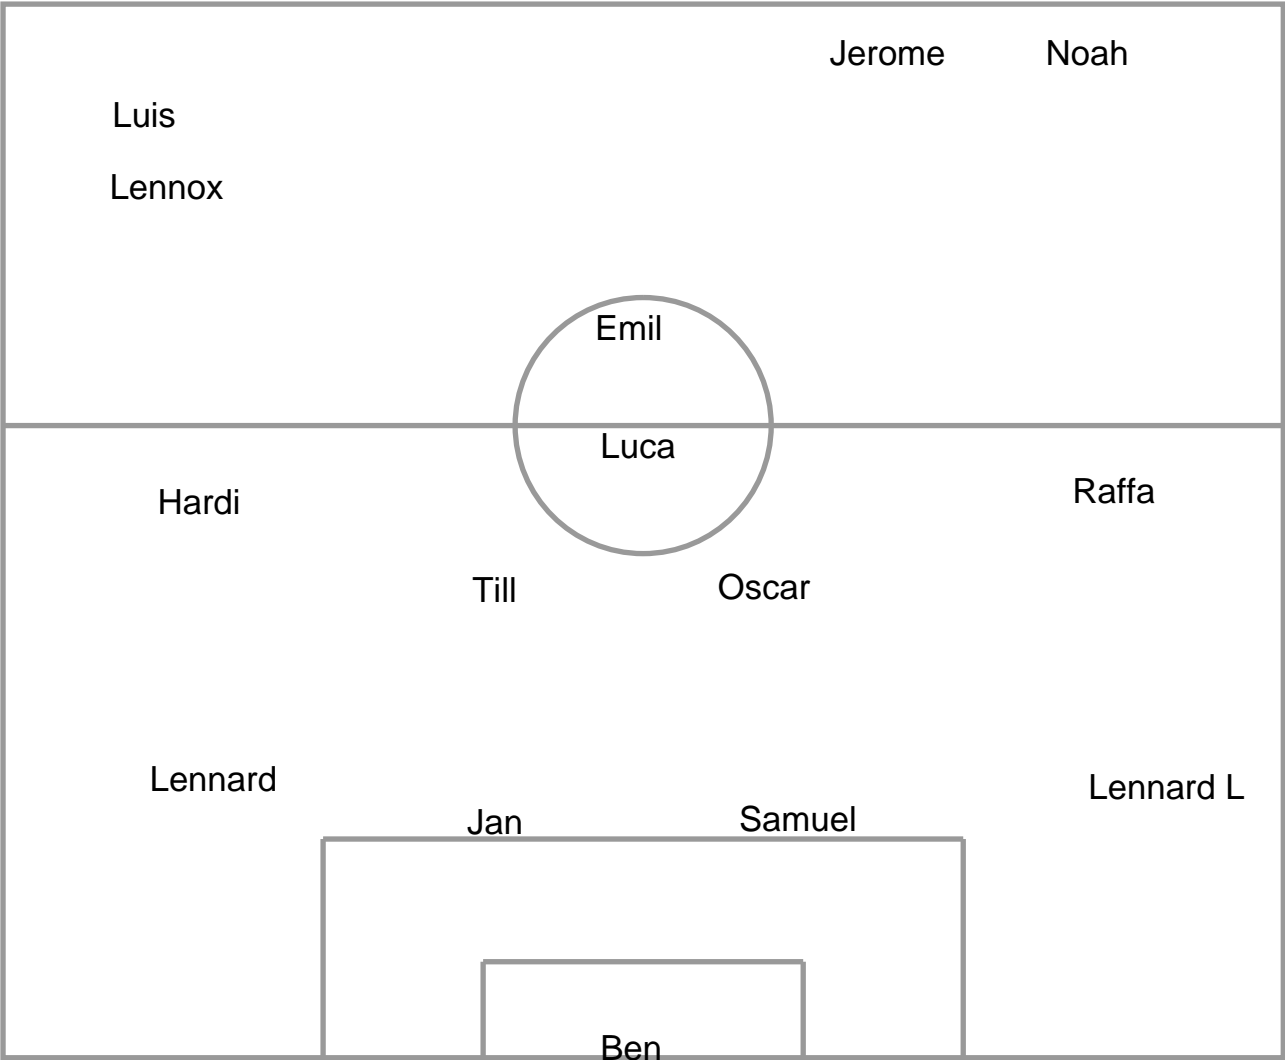 Jerome Noah
Luis
Lennox
Emil
Luca
Hardi Raffa
Till Oscar
Lennard Lennard L
Jan Samuel
Ben